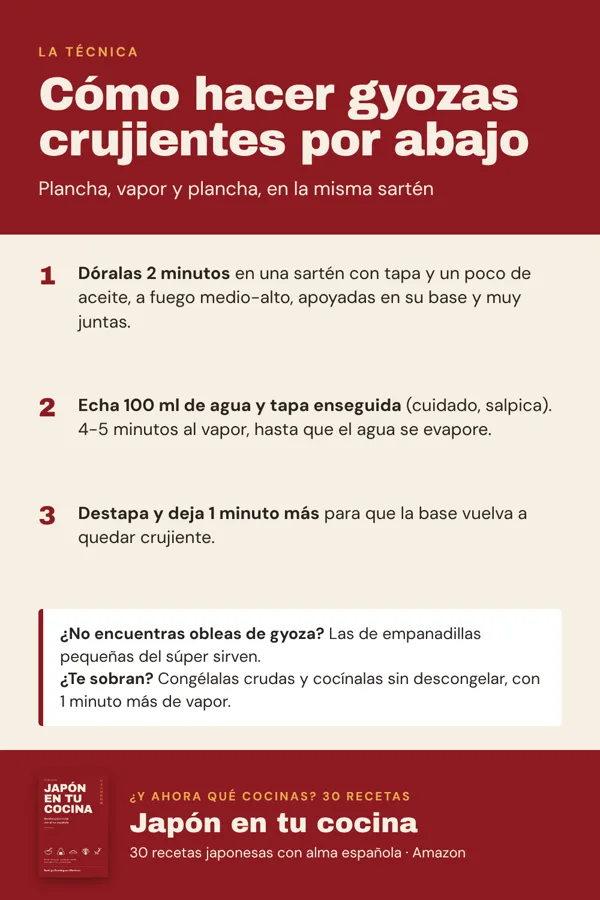 LA TÉCNICA
Cómo hacer gyozas
crujientes por abajo
Plancha, vapor y plancha, en la misma sartén
1 Dóralas 2 minutos en una sartén con tapa y un poco de
aceite, a fuego medio-alto, apoyadas en su base y muy
juntas.
2 Echa 100 ml de agua y tapa enseguida (cuidado, salpica).
4-5 minutos al vapor, hasta que el agua se evapore.
3 Destapa y deja 1 minuto más para que la base vuelva a
quedar crujiente.
¿No encuentras obleas de gyoza? Las de empanadillas
pequeñas del súper sirven.
¿Te sobran? Congélalas crudas y cocínalas sin descongelar, con
1 minuto más de vapor.
JAPÓN
EN TU
COCINA
¿Y AHORA QUÉ COCINAS? 30 RECETAS
Japón en tu cocina
30 recetas japonesas con alma española · Amazon